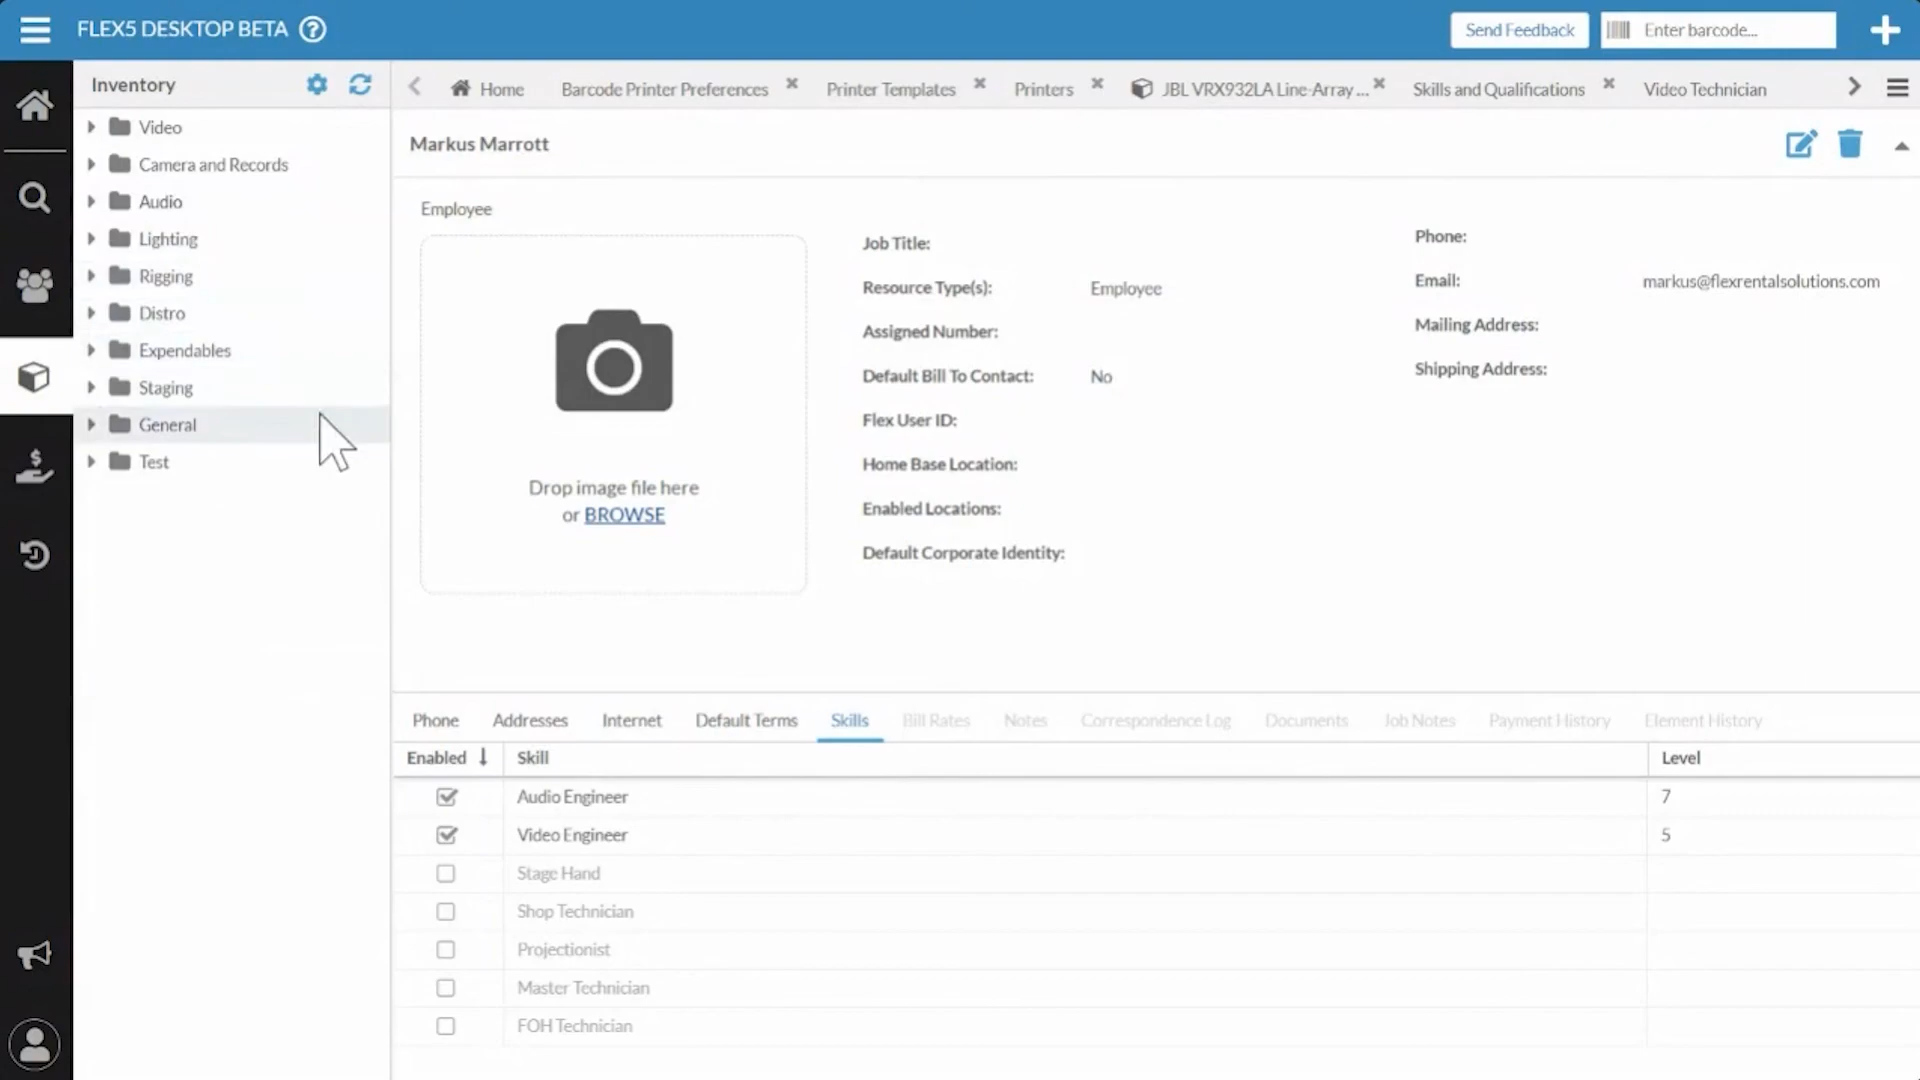 FLEX5 DESKTOP BETA ?
Send Feedback
Enter barcode...
Inventory
Video
Camera and Records
Audio
Lighting
Rigging
Distro
Expendables
Staging
General
Test
Home
Barcode Printer Preferences
Printer Templates
Printers
JBL VRX932LA Line-Array ...
Skills and Qualifications
Video Technician
Markus Marrott
Employee
Drop image file here
or BROWSE
Job Title:
Resource Type(s): Employee
Assigned Number:
Default Bill To Contact: No
Flex User ID:
Home Base Location:
Enabled Locations:
Default Corporate Identity:
Phone:
Email: markus@flexrentalsolutions.com
Mailing Address:
Shipping Address:
Phone Addresses Internet Default Terms Skills Bill Rates Notes Correspondence Log Documents Job Notes Payment History Element History
Enabled Skill Level
Audio Engineer 7
Video Engineer 5
Stage Hand
Shop Technician
Projectionist
Master Technician
FOH Technician